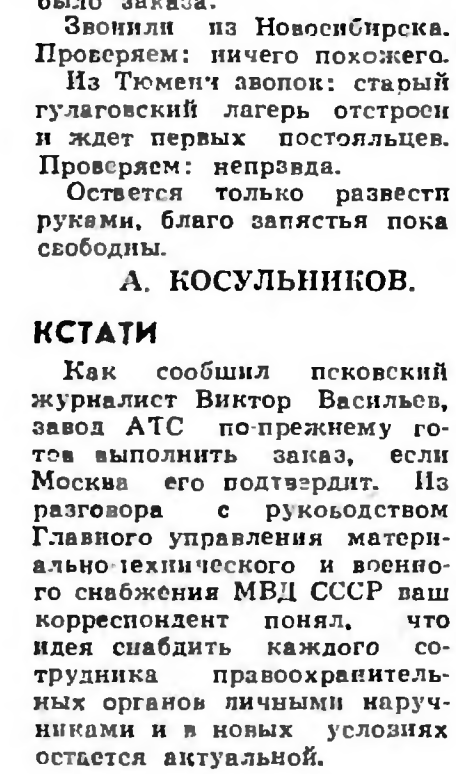 было заказа.
Звонили из Новосибирска.
Проверяем: ничего похожего.
Из Тюмени звонок: старый
гулаговский лагерь отстроен
и ждет первых постояльцев.
Проверяем: неправда.
Остается только развести
руками, благо запястья пока
свободны.
А. КОСУЛЬНИКОВ.
КСТАТИ
Как сообщил псковский
журналист Виктор Васильев,
завод АТС по-прежнему го-
тов выполнить заказ, если
Москва его подтвердит. Из
разговора с руководством
Главного управления матери-
ально-технического и военно-
го снабжения МВД СССР ваш
корреспондент понял, что
идея снабдить каждого со-
трудника правоохранитель-
ных органов личными наруч-
никами и в новых условиях
остается актуальной.